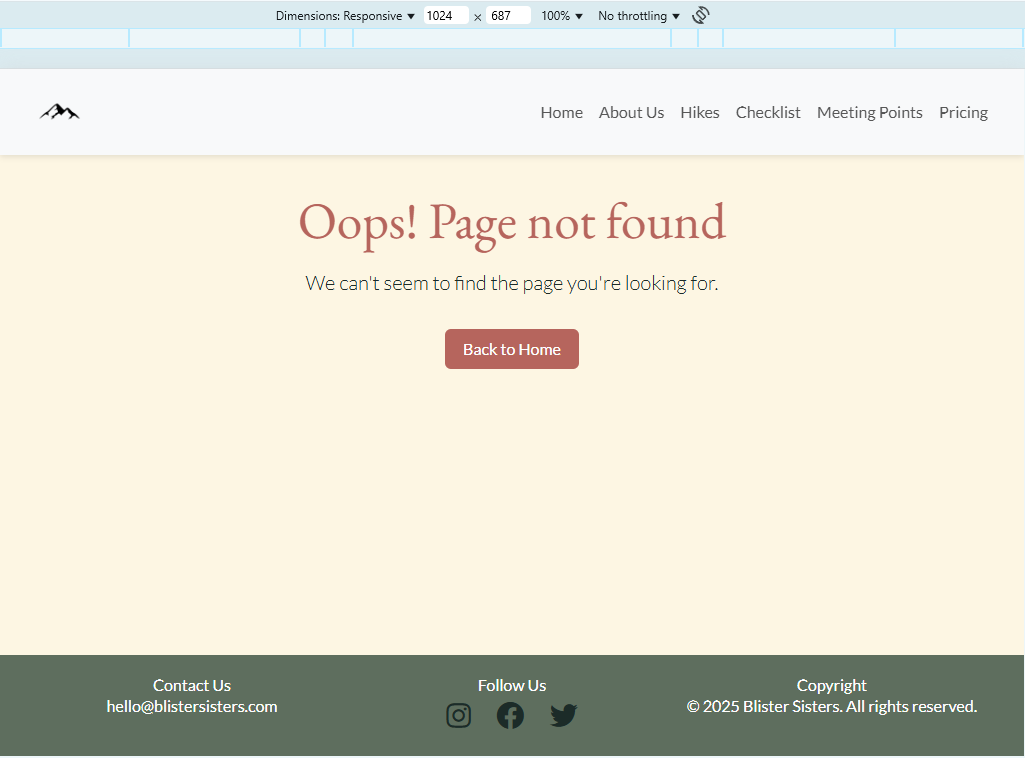 Dimensions: Responsive ▼ 1024 × 687 100% ▼ No throttling ▼
Home About Us Hikes Checklist Meeting Points Pricing
Oops! Page not found
We can't seem to find the page you're looking for.
Back to Home
Contact Us
hello@blistersisters.com
Follow Us
Copyright
© 2025 Blister Sisters. All rights reserved.